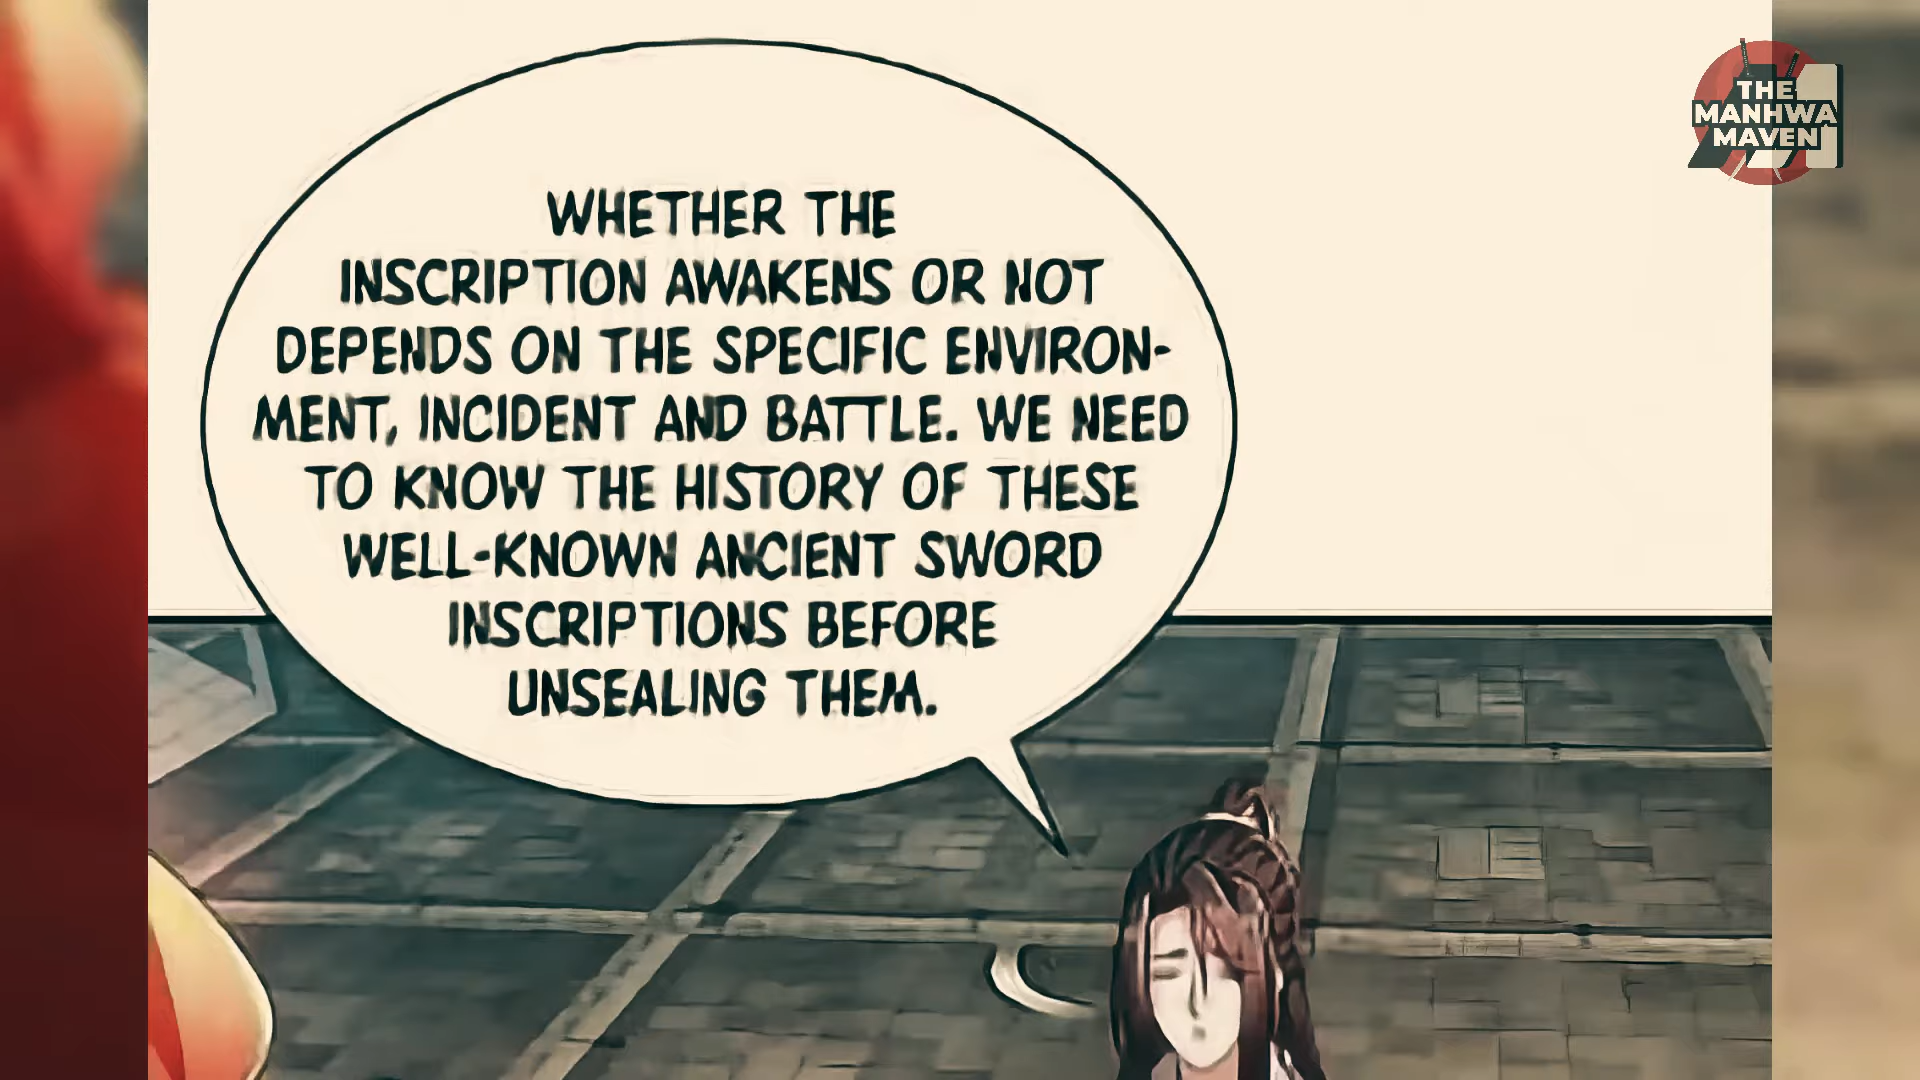 WHETHER THE
INSCRIPTION AWAKENS OR NOT
DEPENDS ON THE SPECIFIC ENVIRON-
MENT, INCIDENT AND BATTLE. WE NEED
TO KNOW THE HISTORY OF THESE
WELL-KNOWN ANCIENT SWORD
INSCRIPTIONS BEFORE
UNSEALING THEM.
THE
MANHWA
MAVEN